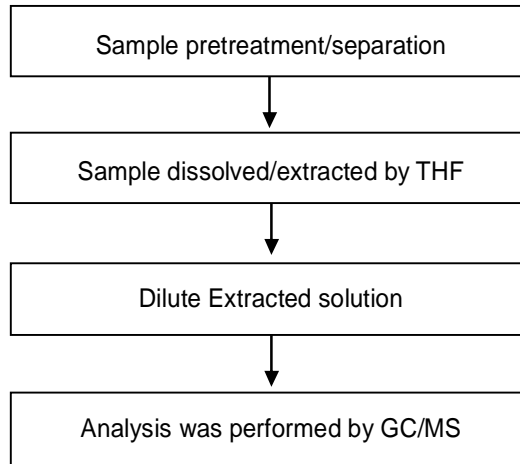 Sample pretreatment/separation
Sample dissolved/extracted by THF
Dilute Extracted solution
Analysis was performed by GC/MS